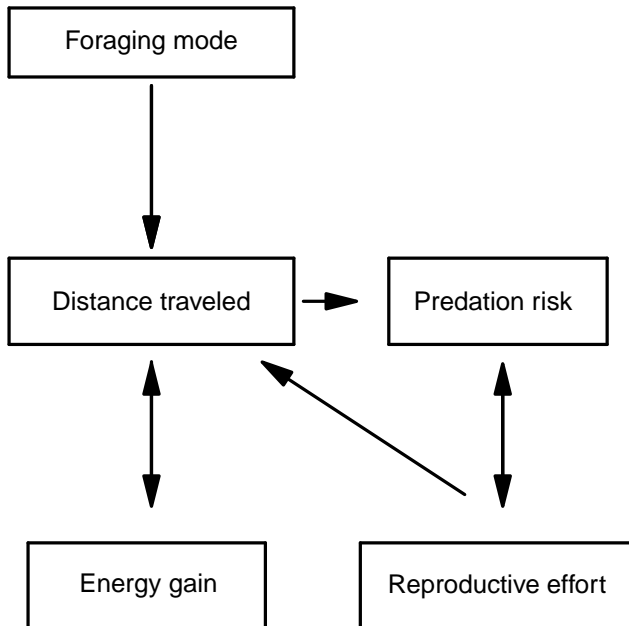 Foraging mode
Distance traveled
Predation risk
Energy gain
Reproductive effort